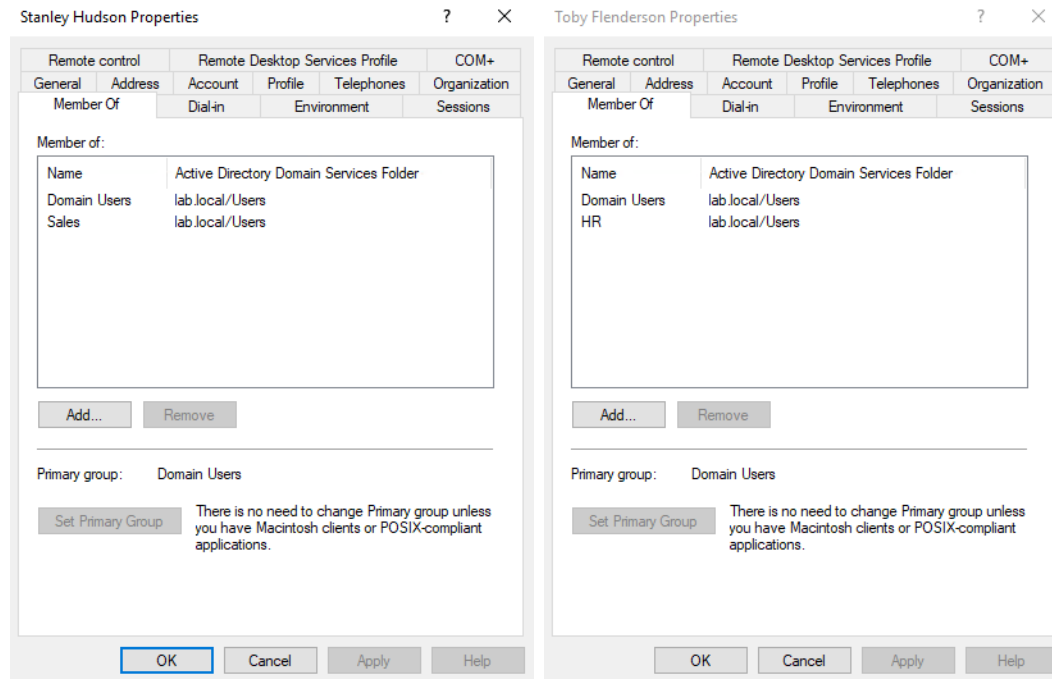 Stanley Hudson Properties
?
Remote control Remote Desktop Services Profile COM+
General Address Account Profile Telephones Organization
Member Of Dial-in Environment Sessions
Member of:
Name Active Directory Domain Services Folder
Domain Users lab.local/Users
Sales lab.local/Users
Add... Remove
Primary group: Domain Users
Set Primary Group
There is no need to change Primary group unless
you have Macintosh clients or POSIX-compliant
applications.
OK Cancel Apply Help
Toby Flenderson Properties
?
Remote control Remote Desktop Services Profile COM+
General Address Account Profile Telephones Organization
Member Of Dial-in Environment Sessions
Member of:
Name Active Directory Domain Services Folder
Domain Users lab.local/Users
HR lab.local/Users
Add... Remove
Primary group: Domain Users
Set Primary Group
There is no need to change Primary group unless
you have Macintosh clients or POSIX-compliant
applications.
OK Cancel Apply Help